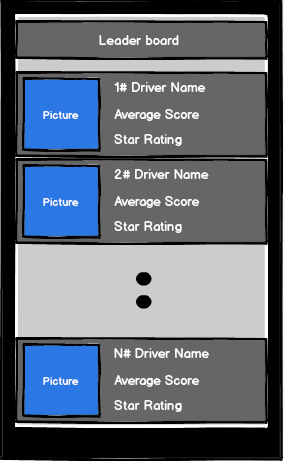 Leader board
1# Driver Name
Picture
Average Score
Star Rating
2# Driver Name
Picture
Average Score
Star Rating
N# Driver Name
Picture
Average Score
Star Rating